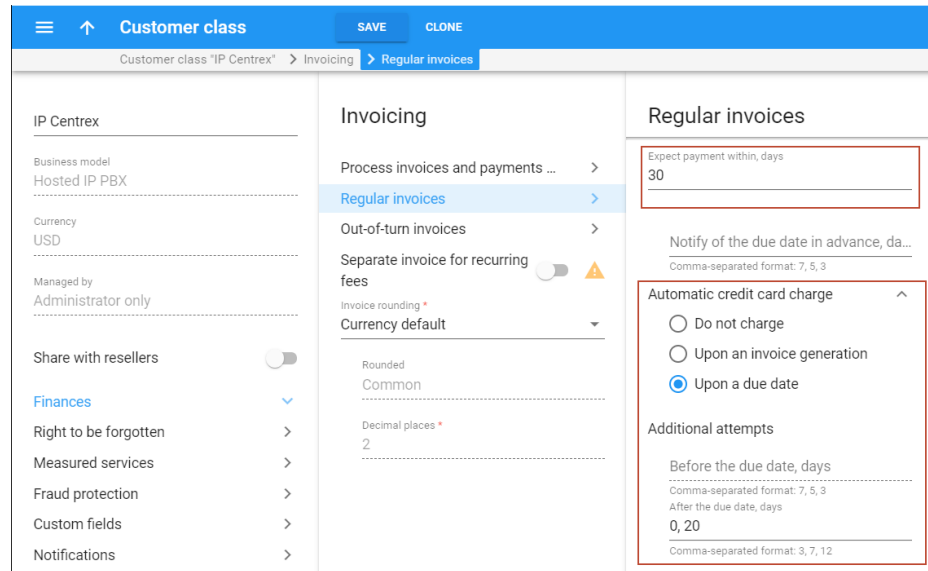 Customer class
SAVE
CLONE
Customer class "IP Centrex" > Invoicing > Regular invoices
IP Centrex
Business model
Hosted IP PBX
Currency
USD
Managed by
Administrator only
Share with resellers
Finances
Right to be forgotten
Measured services
Fraud protection
Custom fields
Notifications
Invoicing
Process invoices and payments ...
Regular invoices
Out-of-turn invoices
Separate invoice for recurring
fees
Invoice rounding *
Currency default
Rounded
Common
Decimal places *
2
Regular invoices
Expect payment within, days
30
Notify of the due date in advance, da...
Comma-separated format: 7, 5, 3
Automatic credit card charge
Do not charge
Upon an invoice generation
Upon a due date
Additional attempts
Before the due date, days
Comma-separated format: 7, 5, 3
After the due date, days
0, 20
Comma-separated format: 3, 7, 12